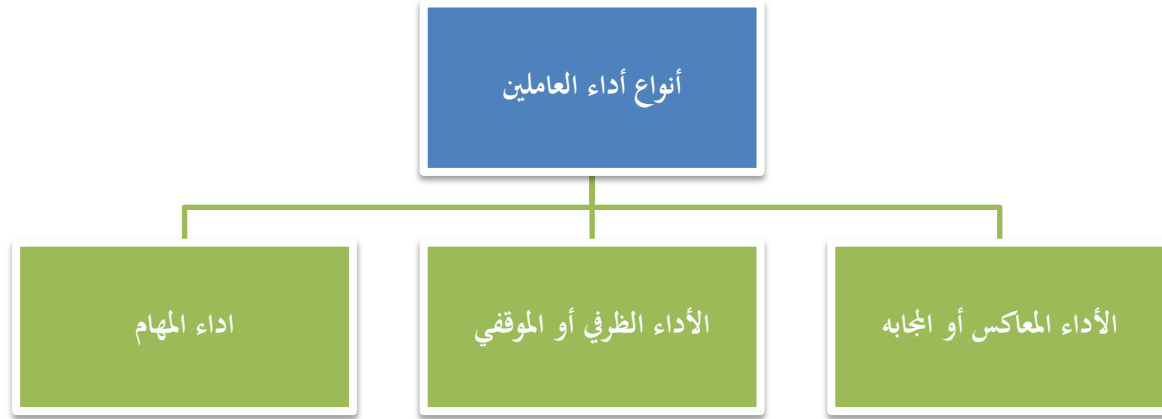 أنواع أداء العاملين
الأداء المعاكس أو المجابه
الأداء الظرفي أو الموقفي
اداء المهام